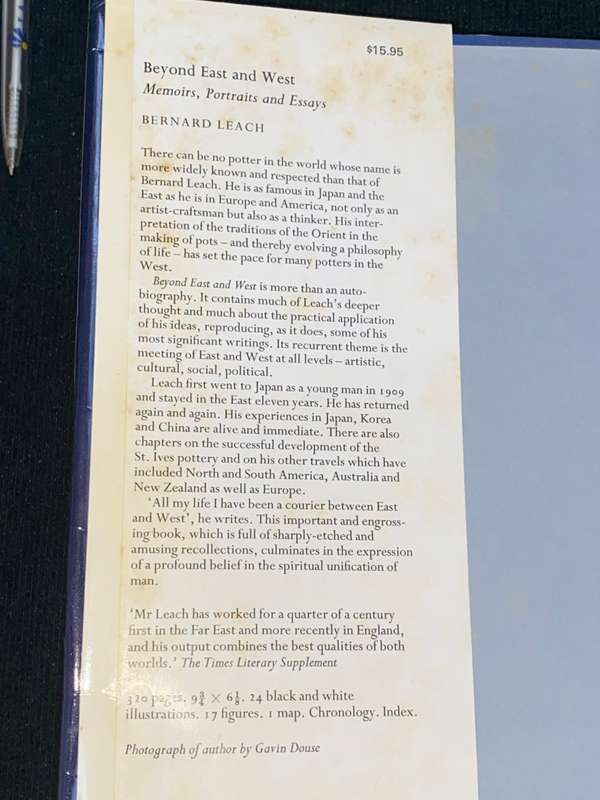 $15.95
Beyond East and West
Memoirs, Portraits and Essays
BERNARD LEACH
There can be no potter in the world whose name is
more widely known and respected than that of
Bernard Leach. He is as famous in Japan and the
East as he is in Europe and America, not only as an
artist-craftsman but also as a thinker. His inter-
pretation of the traditions of the Orient in the
making of pots – and thereby evolving a philosophy
of life – has set the pace for many potters in the
West.
Beyond East and West is more than an auto-
biography. It contains much of Leach's deeper
thought and much about the practical application
of his ideas, reproducing, as it does, some of his
most significant writings. Its recurrent theme is the
meeting of East and West at all levels – artistic,
cultural, social, political.
Leach first went to Japan as a young man in 1909
and stayed in the East eleven years. He has returned
again and again. His experiences in Japan, Korea
and China are alive and immediate. There are also
chapters on the successful development of the
St. Ives pottery and on his other travels which have
included North and South America, Australia and
New Zealand as well as Europe.
'All my life I have been a courier between East
and West', he writes. This important and engross-
ing book, which is full of sharply-etched and
amusing recollections, culminates in the expression
of a profound belief in the spiritual unification of
man.
'Mr Leach has worked for a quarter of a century
first in the Far East and more recently in England,
and his output combines the best qualities of both
worlds.' The Times Literary Supplement
320 pages. 9¾ × 6⅛. 24 black and white
illustrations. 17 figures. 1 map. Chronology. Index.
Photograph of author by Gavin Douse